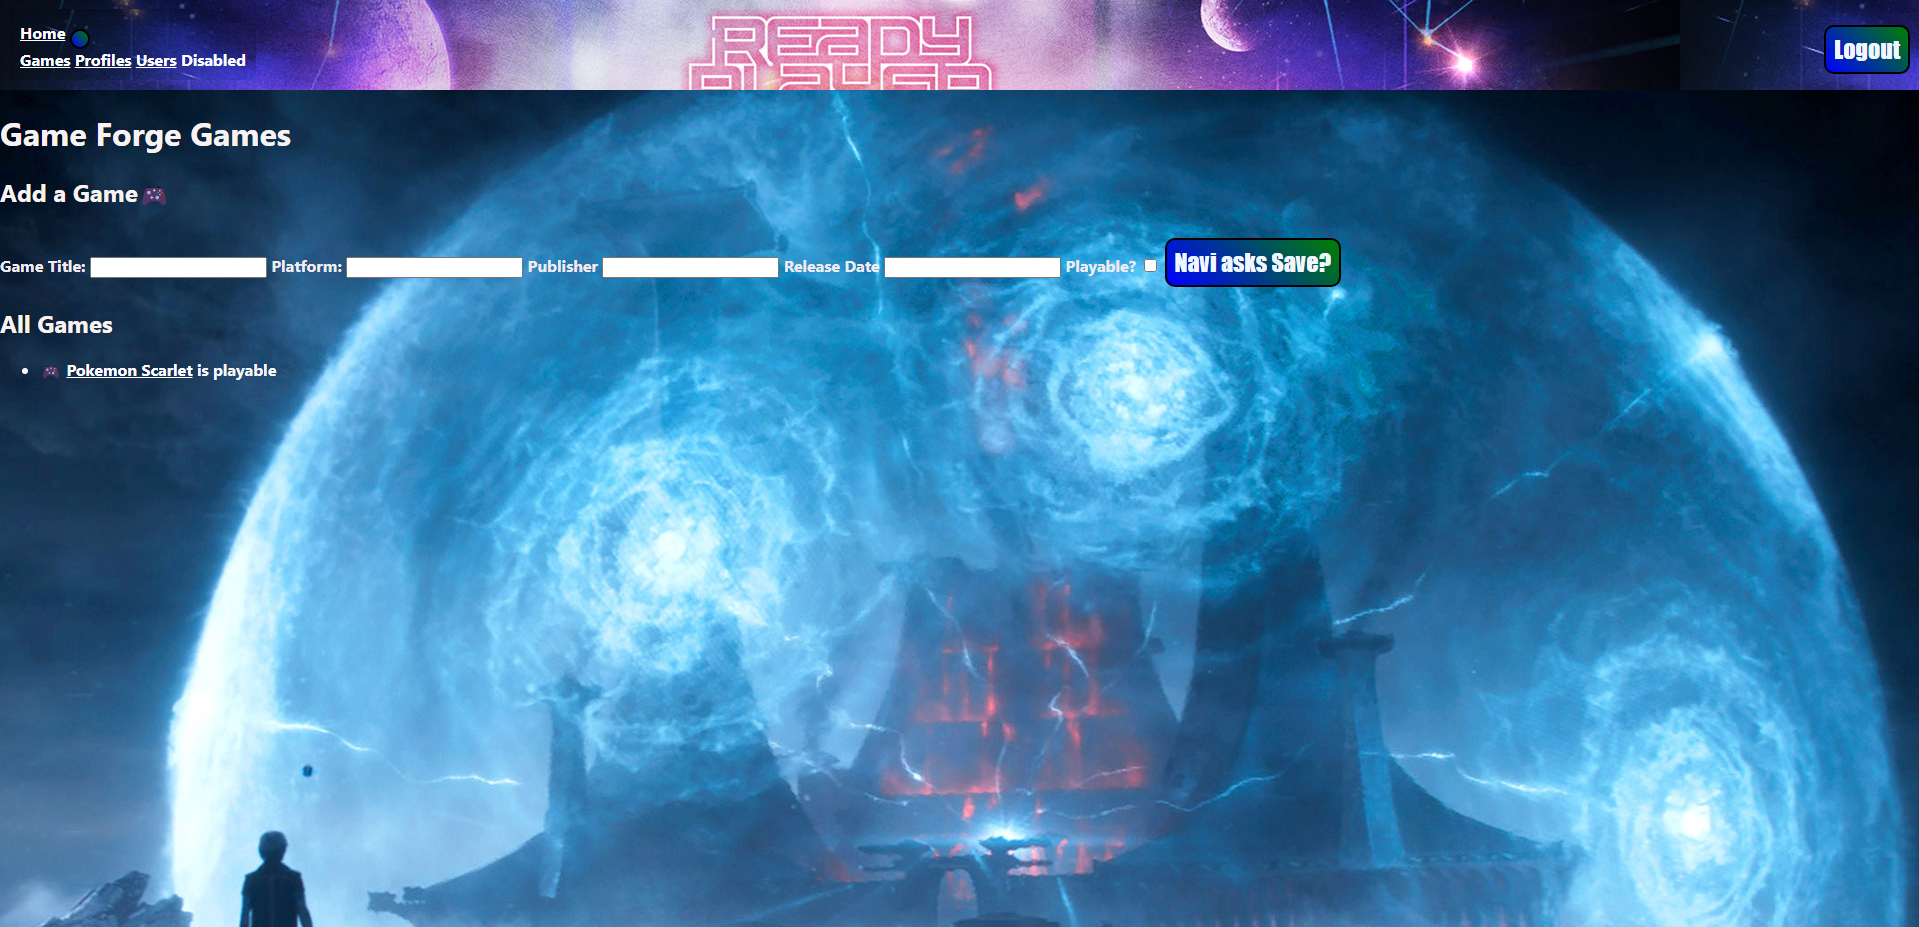 Home
READY
Games Profiles Users Disabled
Logout
Game Forge Games
Add a Game
Game Title: Platform: Publisher Release Date Playable? Navi asks Save?
All Games
Pokemon Scarlet is playable